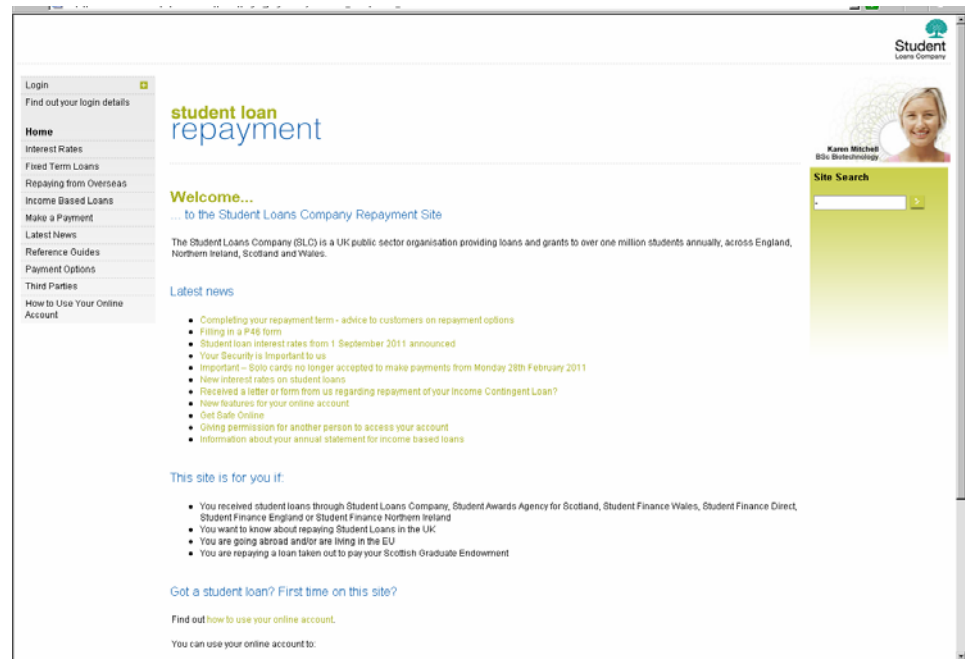 Student
Loans Company
Login
Find out your login details
Home
Interest Rates
Fixed Term Loans
Repaying from Overseas
Income Based Loans
Make a Payment
Latest News
Reference Guides
Payment Options
Third Parties
How to Use Your Online
Account
student loan
repayment
Karen Mitchell
BSc Biotechnology
Site Search
Welcome...
... to the Student Loans Company Repayment Site
The Student Loans Company (SLC) is a UK public sector organisation providing loans and grants to over one million students annually, across England,
Northern Ireland, Scotland and Wales.
Latest news
Completing your repayment term - advice to customers on repayment options
Filling in a P46 form
Student loan interest rates from 1 September 2011 announced
Your Security is Important to us
Important – Solo cards no longer accepted to make payments from Monday 28th February 2011
New interest rates on student loans
Received a letter or form from us regarding repayment of your Income Contingent Loan?
New features for your online account
Get Safe Online
Giving permission for another person to access your account
Information about your annual statement for income based loans
This site is for you if:
You received student loans through Student Loans Company, Student Awards Agency for Scotland, Student Finance Wales, Student Finance Direct,
Student Finance England or Student Finance Northern Ireland
You want to know about repaying Student Loans in the UK
You are going abroad and/or are living in the EU
You are repaying a loan taken out to pay your Scottish Graduate Endowment
Got a student loan? First time on this site?
Find out how to use your online account.
You can use your online account to: